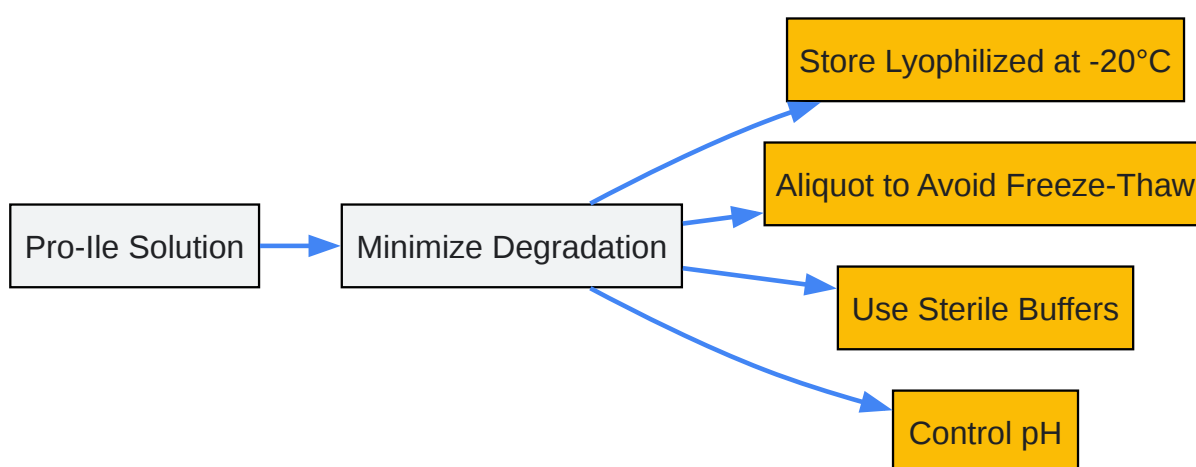 Store Lyophilized at -20°C
Aliquot to Avoid Freeze-Thaw
Pro-Ile Solution
Minimize Degradation
Use Sterile Buffers
Control pH